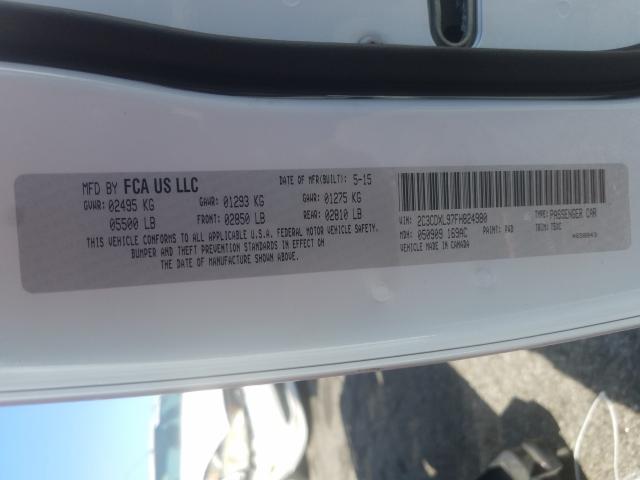 MFD BY FCA US LLC DATE OF MFR(BUILT): 5-15
GVWR: 02495 KG GAWR: 01293 KG GAWR: 01275 KG
05500 LB FRONT: 02850 LB REAR: 02810 LB
THIS VEHICLE CONFORMS TO ALL APPLICABLE U.S.A. FEDERAL MOTOR VEHICLE SAFETY,
BUMPER AND THEFT PREVENTION STANDARDS IN EFFECT ON
THE DATE OF MANUFACTURE SHOWN ABOVE.
VIN: 2C3CDXL97FH824980 TYPE: PASSENGER CAR
MDH: 050909 169AC PAINT: PAD TRIM:
VEHICLE MADE IN CANADA